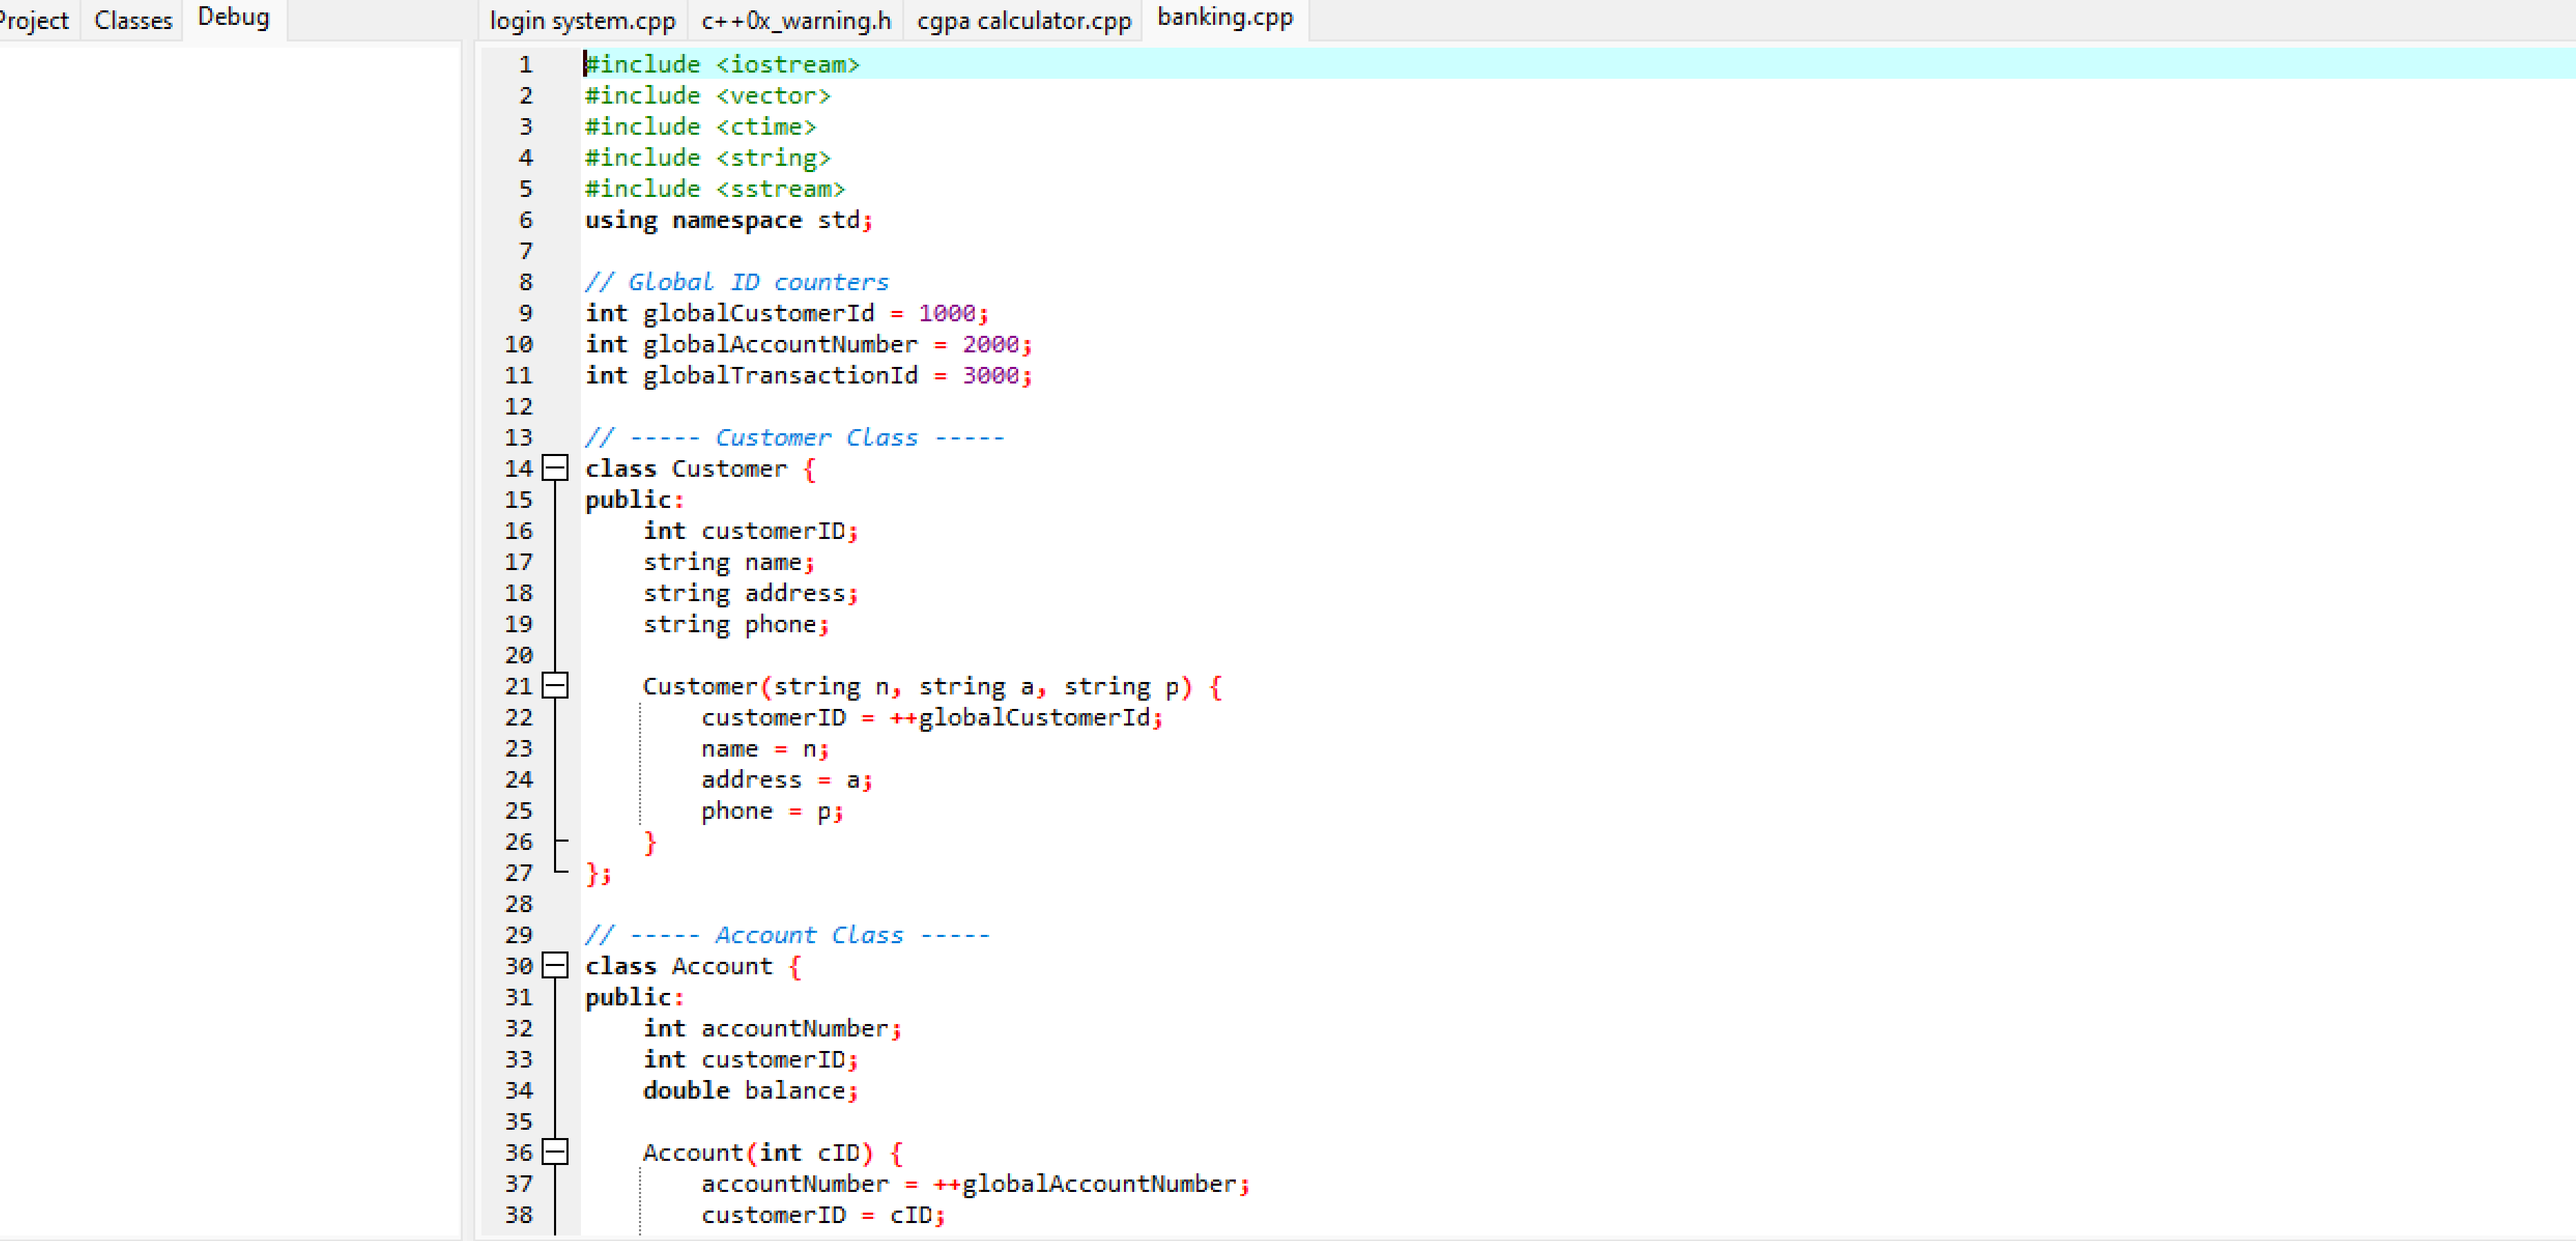 Project Classes Debug
login system.cpp c++0x_warning.h cgpa calculator.cpp banking.cpp
1 #include <iostream>
2 #include <vector>
3 #include <ctime>
4 #include <string>
5 #include <sstream>
6 using namespace std;
7
8 // Global ID counters
9 int globalCustomerId = 1000;
10 int globalAccountNumber = 2000;
11 int globalTransactionId = 3000;
12
13 // ----- Customer Class -----
14 class Customer {
15 public:
16     int customerID;
17     string name;
18     string address;
19     string phone;
20
21     Customer(string n, string a, string p) {
22         customerID = ++globalCustomerId;
23         name = n;
24         address = a;
25         phone = p;
26     }
27 };
28
29 // ----- Account Class -----
30 class Account {
31 public:
32     int accountNumber;
33     int customerID;
34     double balance;
35
36     Account(int cID) {
37         accountNumber = ++globalAccountNumber;
38         customerID = cID;